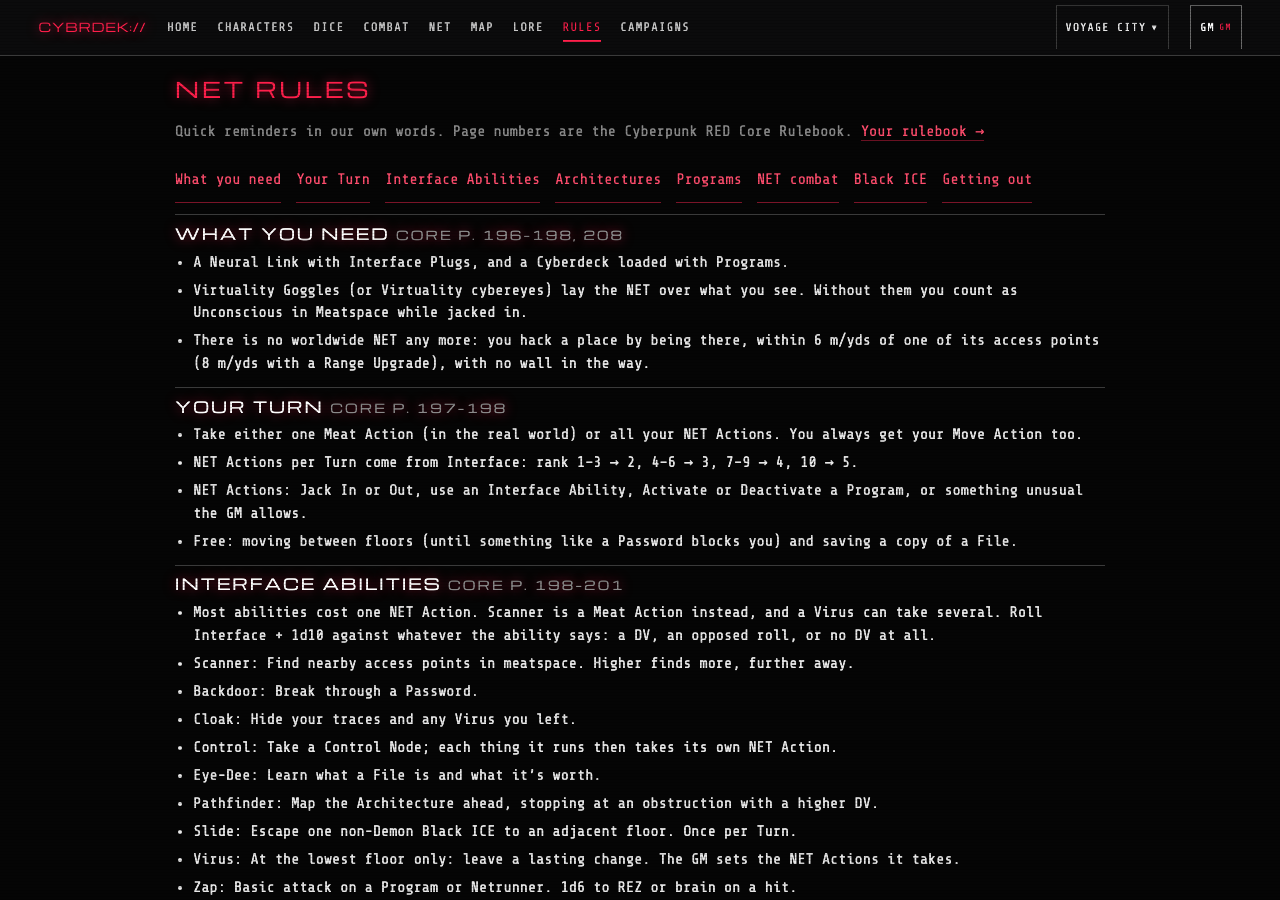 CYBRDEK:// HOME CHARACTERS DICE COMBAT NET MAP LORE RULES CAMPAIGNS VOYAGE CITY ▾ GM GM
NET RULES
Quick reminders in our own words. Page numbers are the Cyberpunk RED Core Rulebook. Your rulebook →
What you need Your Turn Interface Abilities Architectures Programs NET combat Black ICE Getting out
WHAT YOU NEED CORE P. 196-198, 208
• A Neural Link with Interface Plugs, and a Cyberdeck loaded with Programs.
• Virtuality Goggles (or Virtuality cybereyes) lay the NET over what you see. Without them you count as
Unconscious in Meatspace while jacked in.
• There is no worldwide NET any more: you hack a place by being there, within 6 m/yds of one of its access points
(8 m/yds with a Range Upgrade), with no wall in the way.
YOUR TURN CORE P. 197-198
• Take either one Meat Action (in the real world) or all your NET Actions. You always get your Move Action too.
• NET Actions per Turn come from Interface: rank 1–3 → 2, 4–6 → 3, 7–9 → 4, 10 → 5.
• NET Actions: Jack In or Out, use an Interface Ability, Activate or Deactivate a Program, or something unusual
the GM allows.
• Free: moving between floors (until something like a Password blocks you) and saving a copy of a File.
INTERFACE ABILITIES CORE P. 198-201
• Most abilities cost one NET Action. Scanner is a Meat Action instead, and a Virus can take several. Roll
Interface + 1d10 against whatever the ability says: a DV, an opposed roll, or no DV at all.
• Scanner: Find nearby access points in meatspace. Higher finds more, further away.
• Backdoor: Break through a Password.
• Cloak: Hide your traces and any Virus you left.
• Control: Take a Control Node; each thing it runs then takes its own NET Action.
• Eye-Dee: Learn what a File is and what it's worth.
• Pathfinder: Map the Architecture ahead, stopping at an obstruction with a higher DV.
• Slide: Escape one non-Demon Black ICE to an adjacent floor. Once per Turn.
• Virus: At the lowest floor only: leave a lasting change. The GM sets the NET Actions it takes.
• Zap: Basic attack on a Program or Netrunner. 1d6 to REZ or brain on a hit.